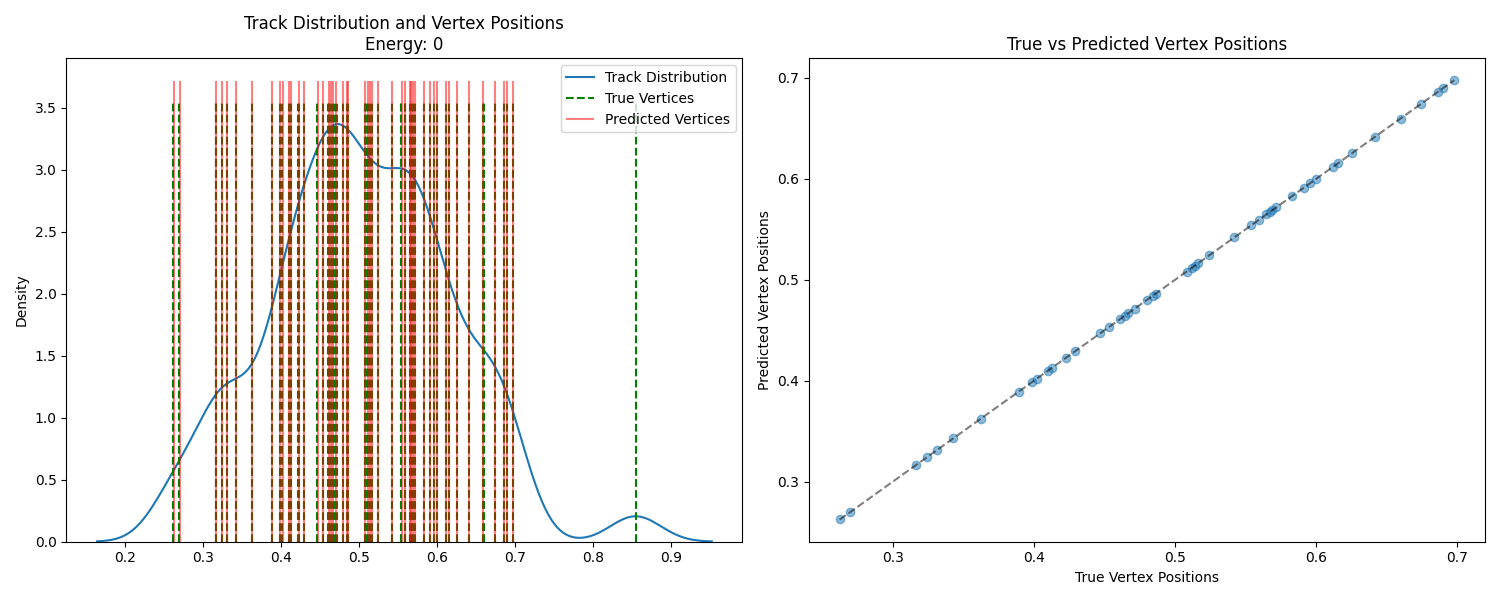 Track Distribution and Vertex Positions
Energy: 0
Track Distribution
True Vertices
Predicted Vertices
Density
3.5
3.0
2.5
2.0
1.5
1.0
0.5
0.0
0.2
0.3
0.4
0.5
0.6
0.7
0.8
0.9
True vs Predicted Vertex Positions
Predicted Vertex Positions
0.7
0.6
0.5
0.4
0.3
0.3
0.4
0.5
0.6
0.7
True Vertex Positions